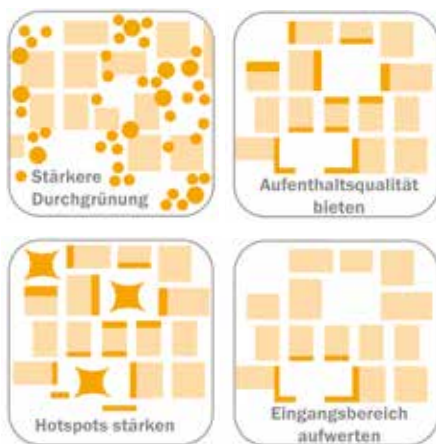 Stärkere
Durchgrünung
Aufenthaltsqualität
bieten
Hotspots stärken
Eingangsbereich
aufwerten